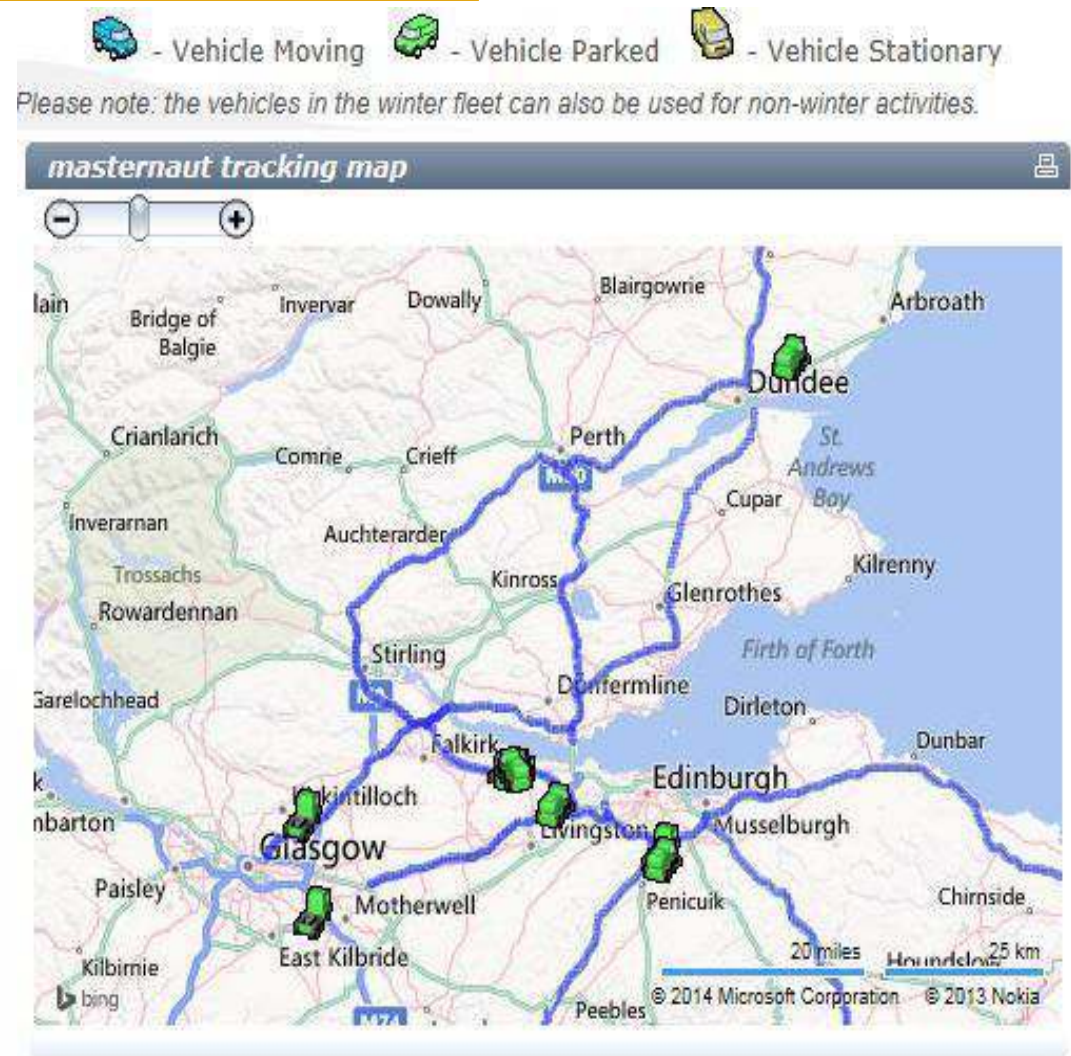 - Vehicle Moving - Vehicle Parked - Vehicle Stationary
Please note: the vehicles in the winter fleet can also be used for non-winter activities.
masternaut tracking map
Blairgowrie
lain
Invervar
Dowally
Arbroath
Bridge of
Balgie
Dundee
Crianlarich
Perth
St.
Andrews
Bay
Comrie
Crieff
Cupar
Inverarnan
Auchterarder
Kilrenny
Trossachs
Kinross
Glenrothes
Rowardennan
Stirling
Firth of Forth
Garelochhead
Dunfermline
Dirleton
Falkirk
Dunbar
k
Edinburgh
kintilloch
mbarton
Livingston
Musselburgh
Glasgow
Paisley
Motherwell
Penicuik
Chirnside
East Kilbride
Kilbirnie
20 miles
25 km
bing
Peebles
© 2014 Microsoft Corporation © 2013 Nokia
M74